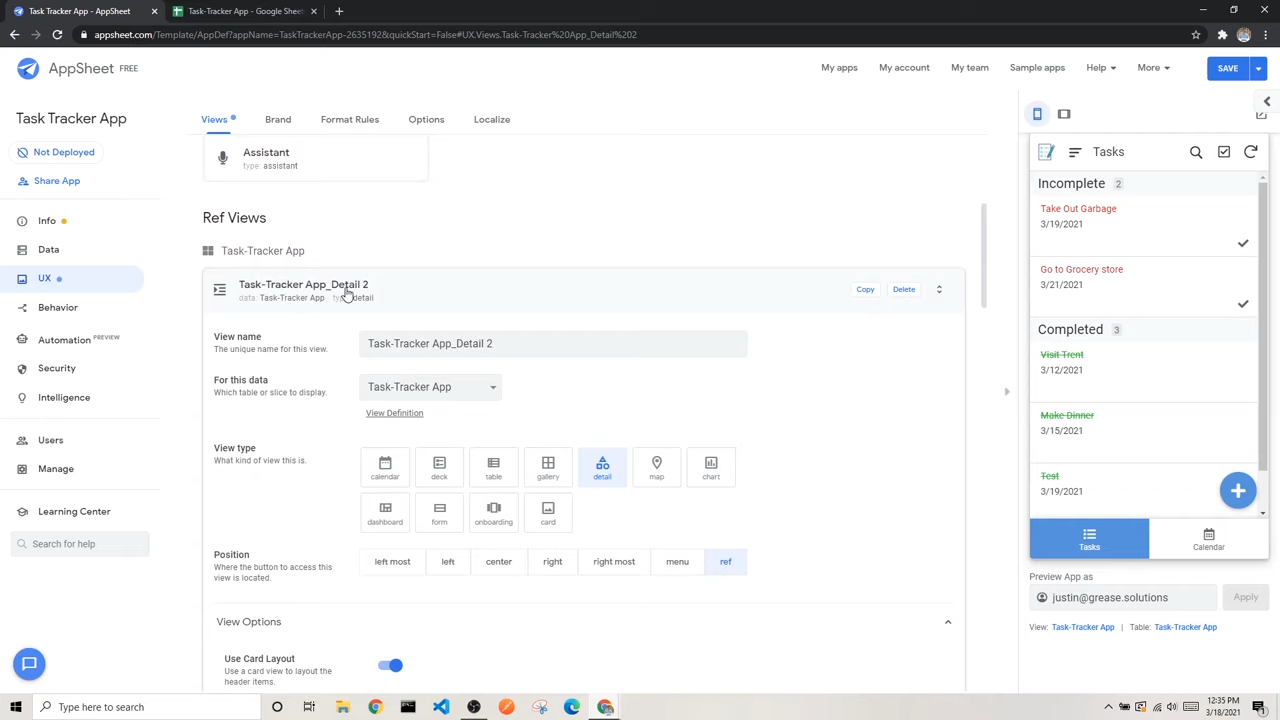 Task Tracker App - AppSheet
Task-Tracker App - Google Sheet
appsheet.com/Template/AppDef?appName=TaskTrackerApp-2635192&quickStart=False#UX.Views.Task-Tracker%20App_Detail%202
AppSheet FREE
My apps
My account
My team
Sample apps
Help
More
SAVE
Task Tracker App
Not Deployed
Share App
Info
Data
UX
Behavior
Automation PREVIEW
Security
Intelligence
Users
Manage
Learning Center
Search for help
Views
Brand
Format Rules
Options
Localize
Assistant
type: assistant
Ref Views
Task-Tracker App
Task-Tracker App_Detail 2
data: Task-Tracker App detail
Copy
Delete
View name
The unique name for this view.
Task-Tracker App_Detail 2
For this data
Which table or slice to display.
Task-Tracker App
View Definition
View type
What kind of view this is.
calendar
deck
table
gallery
detail
map
chart
dashboard
form
onboarding
card
Position
Where the button to access this
view is located.
left most
left
center
right
right most
menu
ref
View Options
Use Card Layout
Use a card view to layout the
header items.
Tasks
Incomplete 2
Take Out Garbage
3/19/2021
Go to Grocery store
3/21/2021
Completed 3
Visit Trent
3/12/2021
Make Dinner
3/15/2021
Test
3/19/2021
Tasks
Calendar
Preview App as
justin@grease.solutions
Apply
View: Task-Tracker App | Table: Task-Tracker App
Type here to search
12:35 PM
3/18/2021